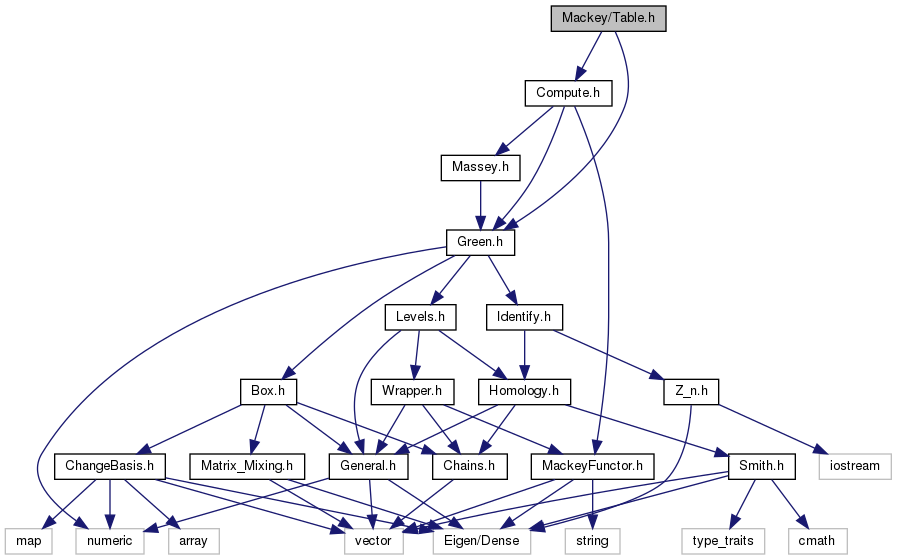 Mackey/Table.h
Compute.h
Massey.h
Green.h
Levels.h
Identify.h
Box.h
Wrapper.h
Homology.h
Z_n.h
ChangeBasis.h
Matrix_Mixing.h
General.h
Chains.h
MackeyFunctor.h
Smith.h
iostream
map
numeric
array
vector
Eigen/Dense
string
type_traits
cmath